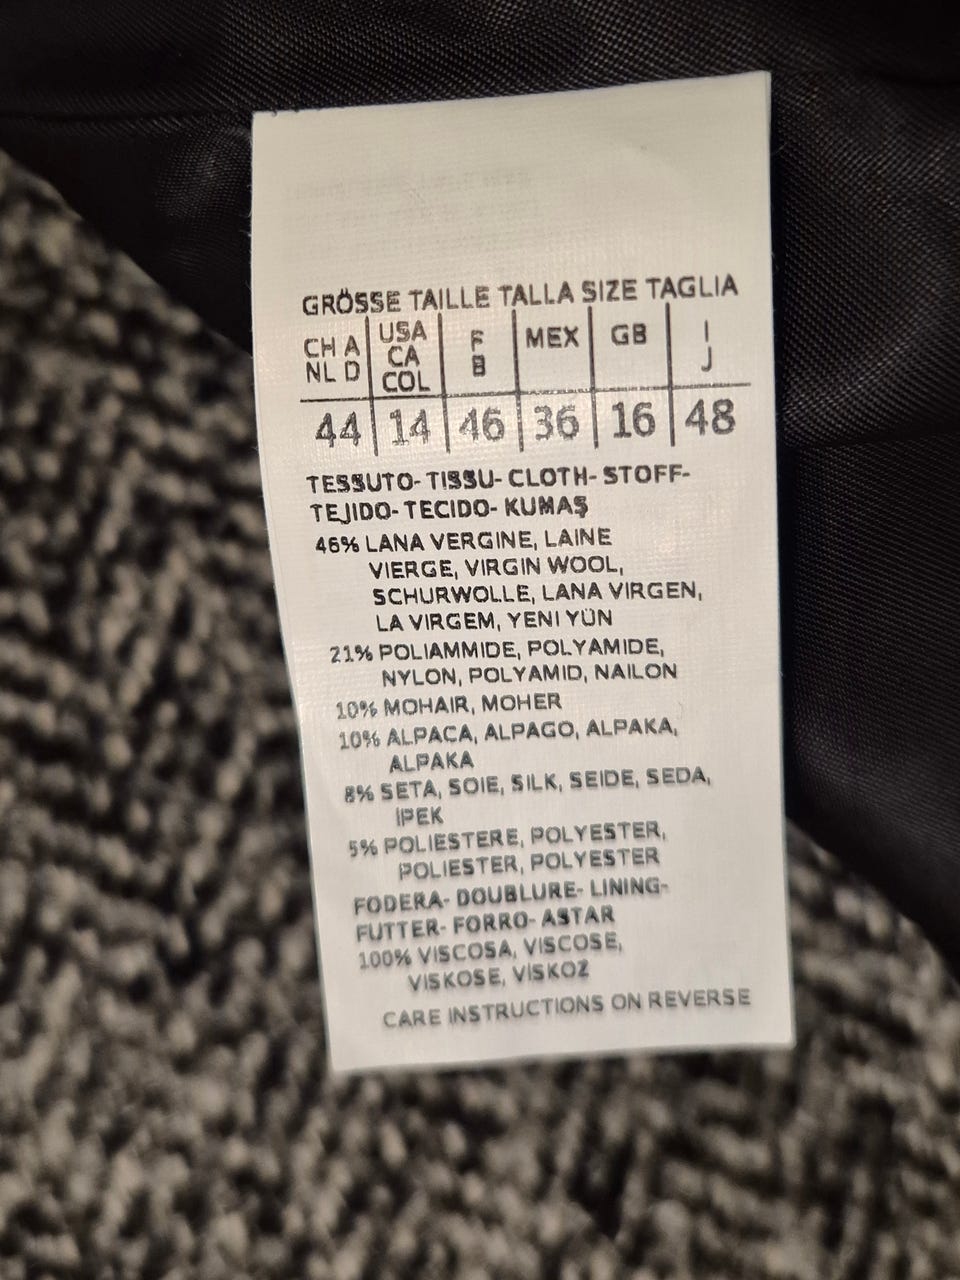 GRÖSSE TAILLE TALLA SIZE TAGLIA
CH A NL D | USA CA COL | F B | MEX | GB | I J
44 | 14 | 46 | 36 | 16 | 48
TESSUTO- TISSU- CLOTH- STOFF-
TEJIDO- TECIDO- KUMAŞ
46% LANA VERGINE, LAINE
VIERGE, VIRGIN WOOL,
SCHURWOLLE, LANA VIRGEN,
LA VIRGEM, YENI YÜN
21% POLIAMMIDE, POLYAMIDE,
NYLON, POLYAMID, NAILON
10% MOHAIR, MOHER
10% ALPACA, ALPAGO, ALPAKA,
ALPAKA
8% SETA, SOIE, SILK, SEIDE, SEDA,
İPEK
5% POLIESTERE, POLYESTER,
POLIESTER, POLYESTER
FODERA- DOUBLURE- LINING-
FUTTER- FORRO- ASTAR
100% VISCOSA, VISCOSE,
VISKOSE, VİSKOZ
CARE INSTRUCTIONS ON REVERSE